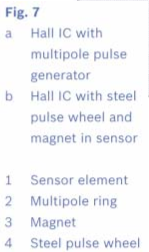 Fig. 7
a Hall IC with
multipole pulse
generator
b Hall IC with steel
pulse wheel and
magnet in sensor
1 Sensor element
2 Multipole ring
3 Magnet
4 Steel pulse wheel